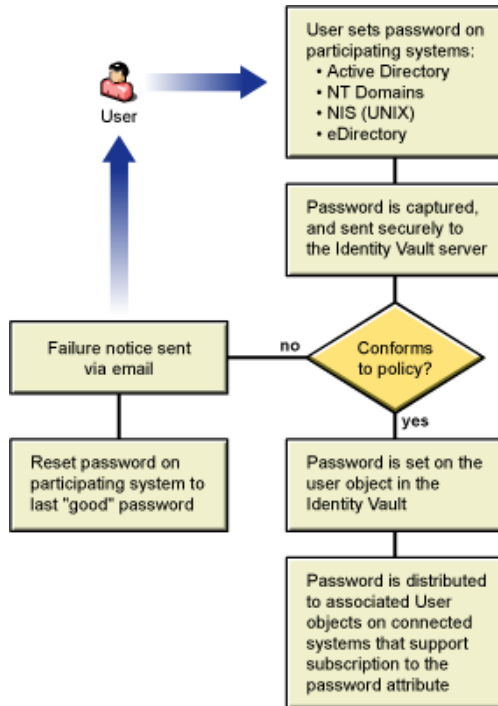 User sets password on
participating systems:
• Active Directory
• NT Domains
• NIS (UNIX)
• eDirectory
User
Password is captured,
and sent securely to
the Identity Vault server
Failure notice sent
via email
no
Conforms
to policy?
yes
Reset password on
participating system to
last "good" password
Password is set on the
user object in the
Identity Vault
Password is distributed
to associated User
objects on connected
systems that support
subscription to the
password attribute